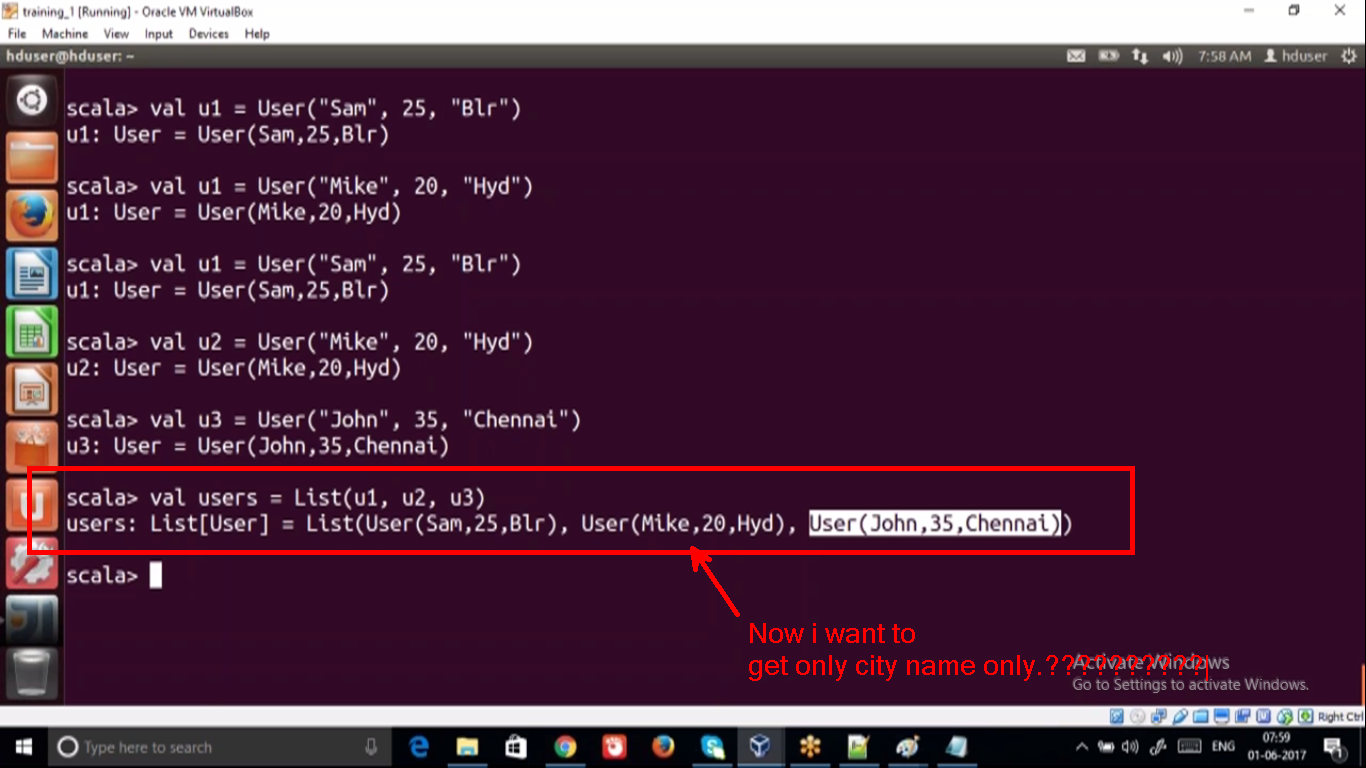 training_1 [Running] - Oracle VM VirtualBox
File Machine View Input Devices Help
hduser@hduser: ~ 7:58 AM hduser
scala> val u1 = User("Sam", 25, "Blr")
u1: User = User(Sam,25,Blr)
scala> val u1 = User("Mike", 20, "Hyd")
u1: User = User(Mike,20,Hyd)
scala> val u1 = User("Sam", 25, "Blr")
u1: User = User(Sam,25,Blr)
scala> val u2 = User("Mike", 20, "Hyd")
u2: User = User(Mike,20,Hyd)
scala> val u3 = User("John", 35, "Chennai")
u3: User = User(John,35,Chennai)
scala> val users = List(u1, u2, u3)
users: List[User] = List(User(Sam,25,Blr), User(Mike,20,Hyd), User(John,35,Chennai))
scala>
Now i want to
get only city name only.???????????
Activate Windows
Go to Settings to activate Windows.
Right Ctrl
Type here to search
ENG
07:59
01-06-2017